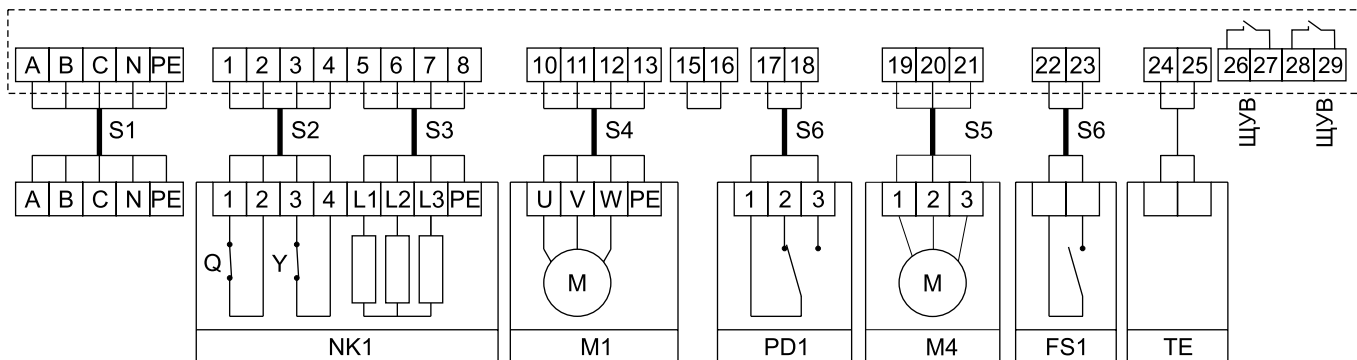 A B C N PE 1 2 3 4 5 6 7 8 10 11 12 13 15 16 17 18 19 20 21 22 23 24 25 26 27 28 29
S1 S2 S3 S4 S6 S5 S6 ЩУВ ЩУВ
A B C N PE 1 2 3 4 L1 L2 L3 PE U V W PE 1 2 3 1 2 3
Q Y M M
NK1 M1 PD1 M4 FS1 TE